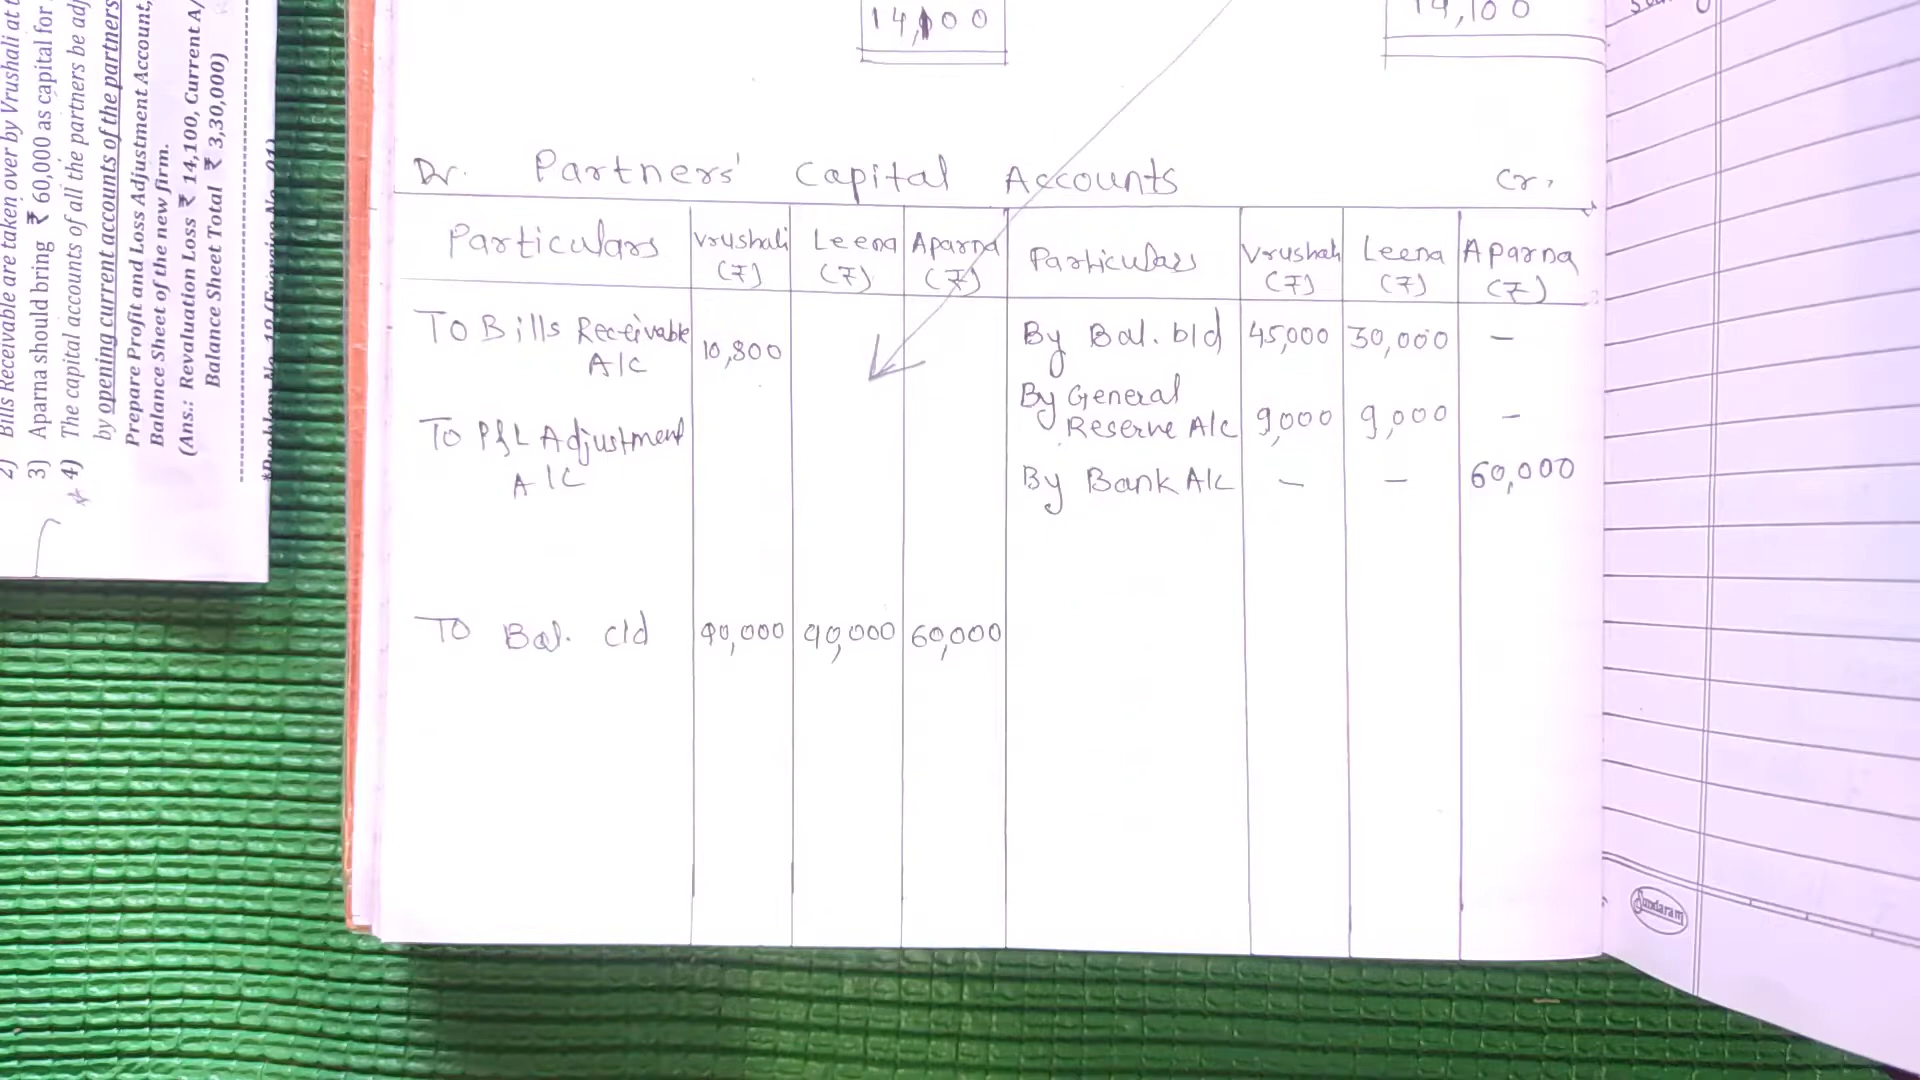 14,100
14,100
Dr. Partners' Capital Accounts Cr.
Particulars Vrushali (₹) Leena (₹) Aparna (₹) Particulars Vrushali (₹) Leena (₹) Aparna (₹)
To Bills Receivable A/c 10,800 By Bal. b/d 45,000 30,000 –
By General Reserve A/c 9,000 9,000 –
To P&L Adjustment A/C
By Bank A/c – – 60,000
To Bal. c/d 90,000 90,000 60,000
2) Bills Receivable are taken over by Vrushali at
3) Aparna should bring ₹ 60,000 as capital for
4) The capital accounts of all the partners be
by opening current accounts of the partners
Prepare Profit and Loss Adjustment Account,
Balance Sheet of the new firm.
(Ans.: Revaluation Loss ₹ 14,100, Current A/
Balance Sheet Total ₹ 3,30,000)
Sundaram